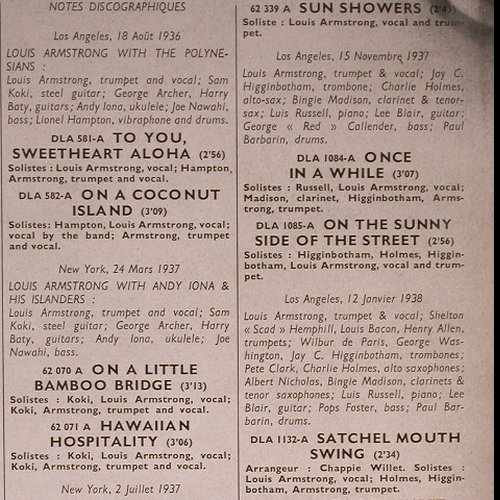 NOTES DISCOGRAPHIQUES
Los Angeles, 18 Août 1936
LOUIS ARMSTRONG WITH THE POLYNE-
SIANS :
Louis Armstrong, trumpet and vocal; Sam
Koki, steel guitar; George Archer, Harry
Baty, guitars; Andy Iona, ukulele; Joe Nawahi,
bass; Lionel Hampton, vibraphone and drums.
DLA 581-A TO YOU,
SWEETHEART ALOHA (2'56)
Solistes : Louis Armstrong, vocal; Hampton,
Armstrong, trumpet and vocal.
DLA 582-A ON A COCONUT
ISLAND (3'09)
Solistes: Hampton, Louis Armstrong, vocal;
vocal by the band; Armstrong, trumpet
and vocal.
New York, 24 Mars 1937
LOUIS ARMSTRONG WITH ANDY IONA &
HIS ISLANDERS :
Louis Armstrong, trumpet and vocal; Sam
Koki, steel guitar; George Archer, Harry
Baty, guitars; Andy Iona, ukulele; Joe
Nawahi, bass.
62 070 A ON A LITTLE
BAMBOO BRIDGE (3'13)
Solistes : Koki, Louis Armstrong, vocal;
Koki, Armstrong, trumpet and vocal.
62 071 A HAWAIIAN
HOSPITALITY (3'06)
Solistes : Koki, Louis Armstrong, vocal;
Koki, Armstrong, trumpet and vocal.
New York, 2 Juillet 1937
62 339 A SUN SHOWERS (2'43)
Soliste : Louis Armstrong, vocal and trum-
pet.
Los Angeles, 15 Novembre 1937
Louis Armstrong, trumpet & vocal; Jay C.
Higginbotham, trombone; Charlie Holmes,
alto-sax; Bingie Madison, clarinet & tenor-
sax; Luis Russell, piano; Lee Blair, guitar;
George « Red » Callender, bass; Paul
Barbarin, drums.
DLA 1084-A ONCE
IN A WHILE (3'07)
Solistes : Russell, Louis Armstrong, vocal;
Madison, clarinet, Higginbotham, Arms-
trong, trumpet.
DLA 1085-A ON THE SUNNY
SIDE OF THE STREET (2'56)
Solistes : Higginbotham, Holmes, Higgin-
botham, Louis Armstrong, vocal and trum-
pet.
Los Angeles, 12 Janvier 1938
Louis Armstrong, trumpet & vocal; Shelton
« Scad » Hemphill, Louis Bacon, Henry Allen,
trumpets; Wilbur de Paris, George Was-
hington, Jay C. Higginbotham, trombones;
Pete Clark, Charlie Holmes, alto saxophones;
Albert Nicholas, Bingie Madison, clarinets &
tenor saxophones; Luis Russell, piano; Lee
Blair, guitar; Pops Foster, bass; Paul Bar-
barin, drums.
DLA 1132-A SATCHEL MOUTH
SWING (2'34)
Arrangeur : Chappie Willet. Solistes :
Louis Armstrong, vocal; Holmes, Higgin-
botham, Armstrong, trumpet.